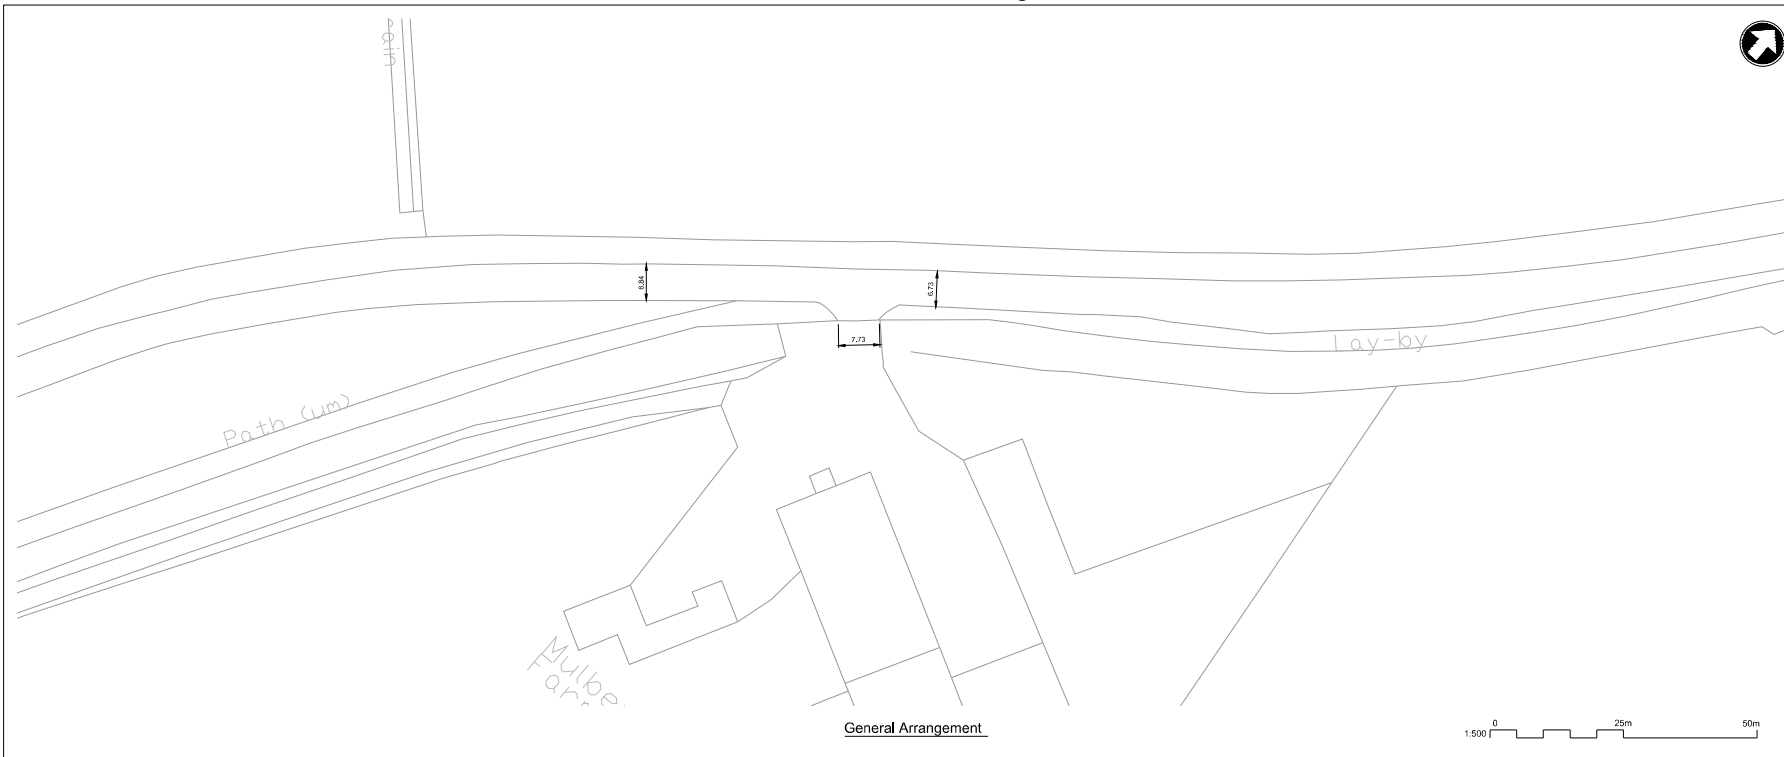 6.84
6.73
7.73
Lay-by
Path (um)
General Arrangement
0 25m 50m
1:500